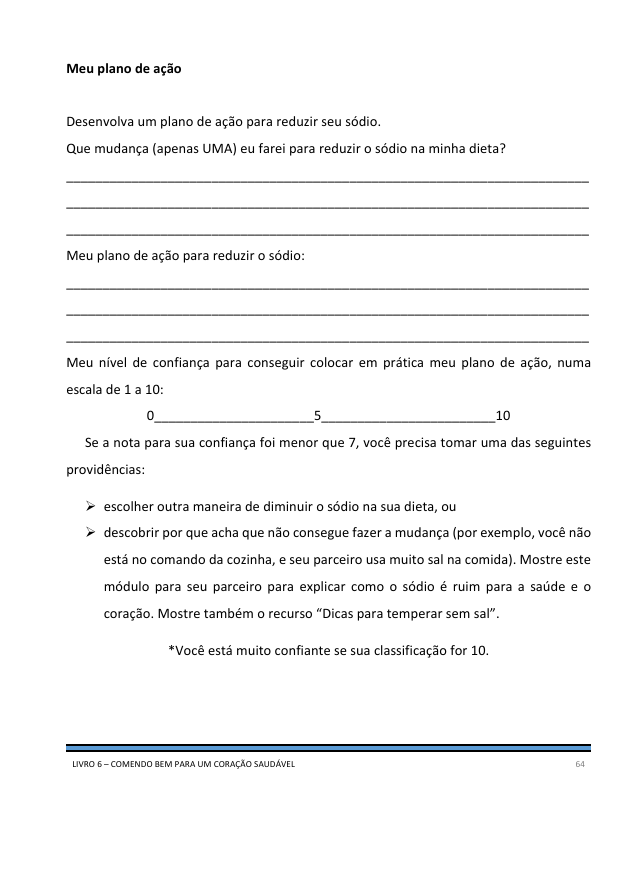 Meu plano de ação
Desenvolva um plano de ação para reduzir seu sódio.
Que mudança (apenas UMA) eu farei para reduzir o sódio na minha dieta?
___________________________________________________________________________
___________________________________________________________________________
___________________________________________________________________________
Meu plano de ação para reduzir o sódio:
___________________________________________________________________________
___________________________________________________________________________
___________________________________________________________________________
Meu nível de confiança para conseguir colocar em prática meu plano de ação, numa
escala de 1 a 10:
0_______________________5_________________________10
Se a nota para sua confiança foi menor que 7, você precisa tomar uma das seguintes
providências:
➢ escolher outra maneira de diminuir o sódio na sua dieta, ou
➢ descobrir por que acha que não consegue fazer a mudança (por exemplo, você não
está no comando da cozinha, e seu parceiro usa muito sal na comida). Mostre este
módulo para seu parceiro para explicar como o sódio é ruim para a saúde e o
coração. Mostre também o recurso “Dicas para temperar sem sal”.
*Você está muito confiante se sua classificação for 10.
LIVRO 6 – COMENDO BEM PARA UM CORAÇÃO SAUDÁVEL 64